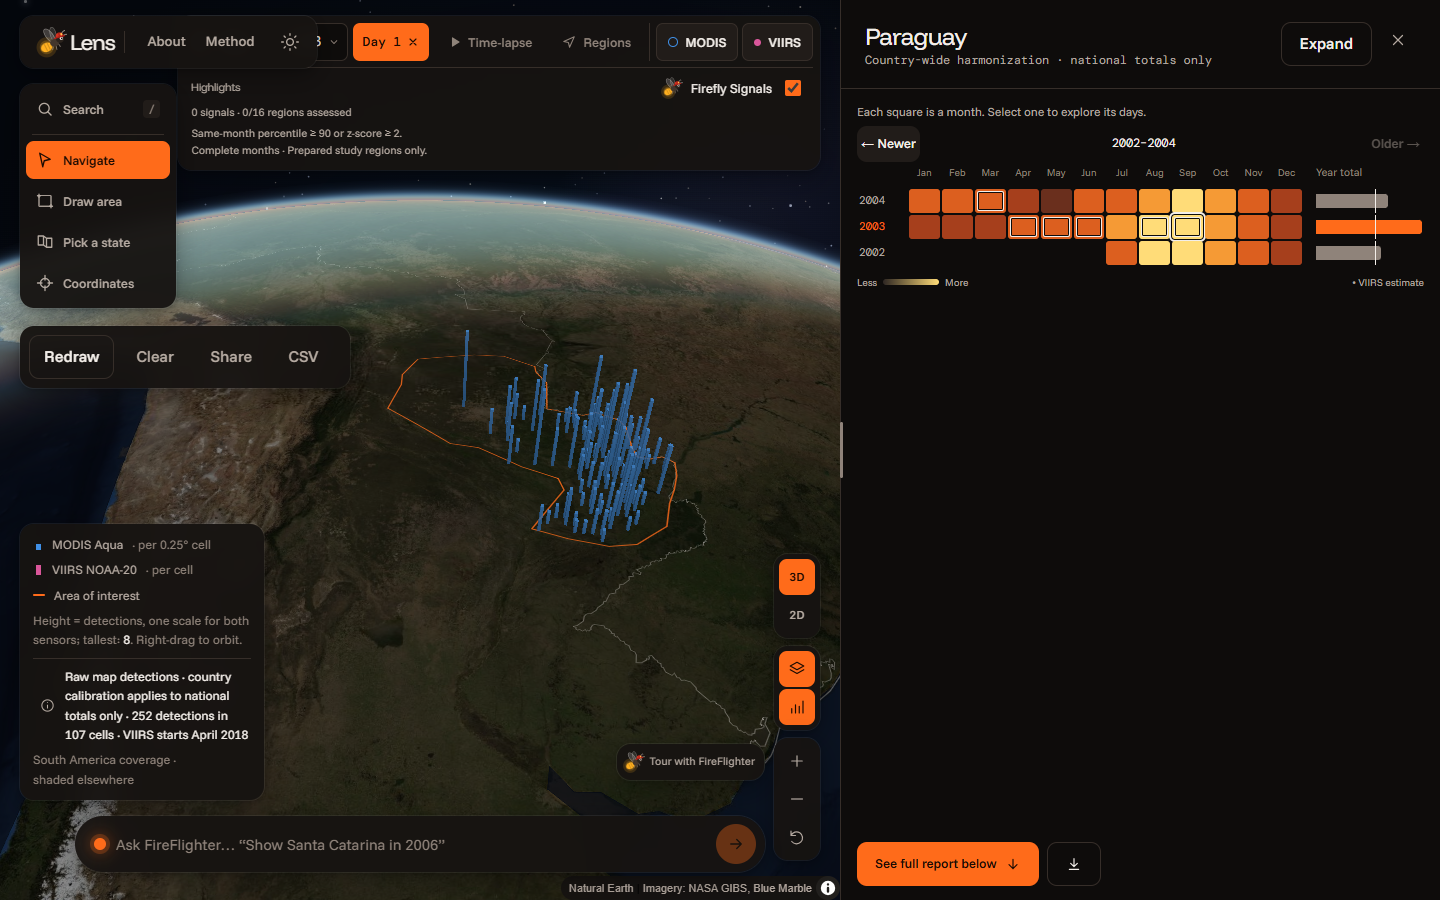 Lens
About
Method
3
Day 1 ×
Time-lapse
Regions
MODIS
VIIRS
Highlights
Firefly Signals
0 signals · 0/16 regions assessed
Same-month percentile ≥ 90 or z-score ≥ 2.
Complete months · Prepared study regions only.
Search /
Navigate
Draw area
Pick a state
Coordinates
Redraw
Clear
Share
CSV
MODIS Aqua · per 0.25° cell
VIIRS NOAA-20 · per cell
Area of interest
Height = detections, one scale for both
sensors; tallest: 8. Right-drag to orbit.
Raw map detections · country
calibration applies to national
totals only · 252 detections in
107 cells · VIIRS starts April 2018
South America coverage ·
shaded elsewhere
3D
2D
Tour with FireFlighter
Ask FireFlighter… “Show Santa Catarina in 2006”
Natural Earth Imagery: NASA GIBS, Blue Marble
Paraguay
Country-wide harmonization · national totals only
Expand
Each square is a month. Select one to explore its days.
← Newer
2002–2004
Older →
Jan Feb Mar Apr May Jun Jul Aug Sep Oct Nov Dec Year total
2004
2003
2002
Less
More
• VIIRS estimate
See full report below ↓